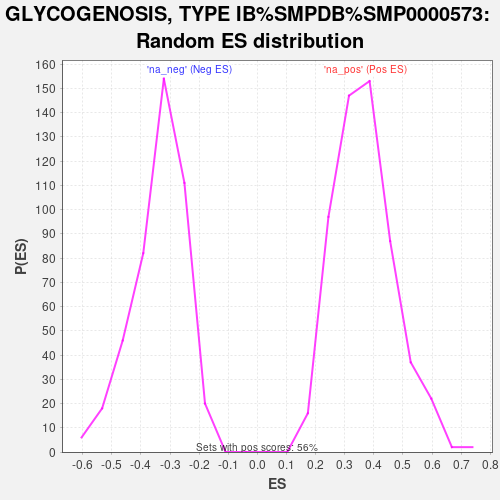 GLYCOGENOSIS, TYPE IB%SMPDB%SMP0000573:
Random ES distribution
'na_neg' (Neg ES)
'na_pos' (Pos ES)
160
150
140
130
120
110
100
90
80
70
60
50
40
30
20
10
0
P(ES)
Sets with pos scores: 56%
-0.6 -0.5 -0.4 -0.3 -0.2 -0.1 0.0 0.1 0.2 0.3 0.4 0.5 0.6 0.7 0.8
ES